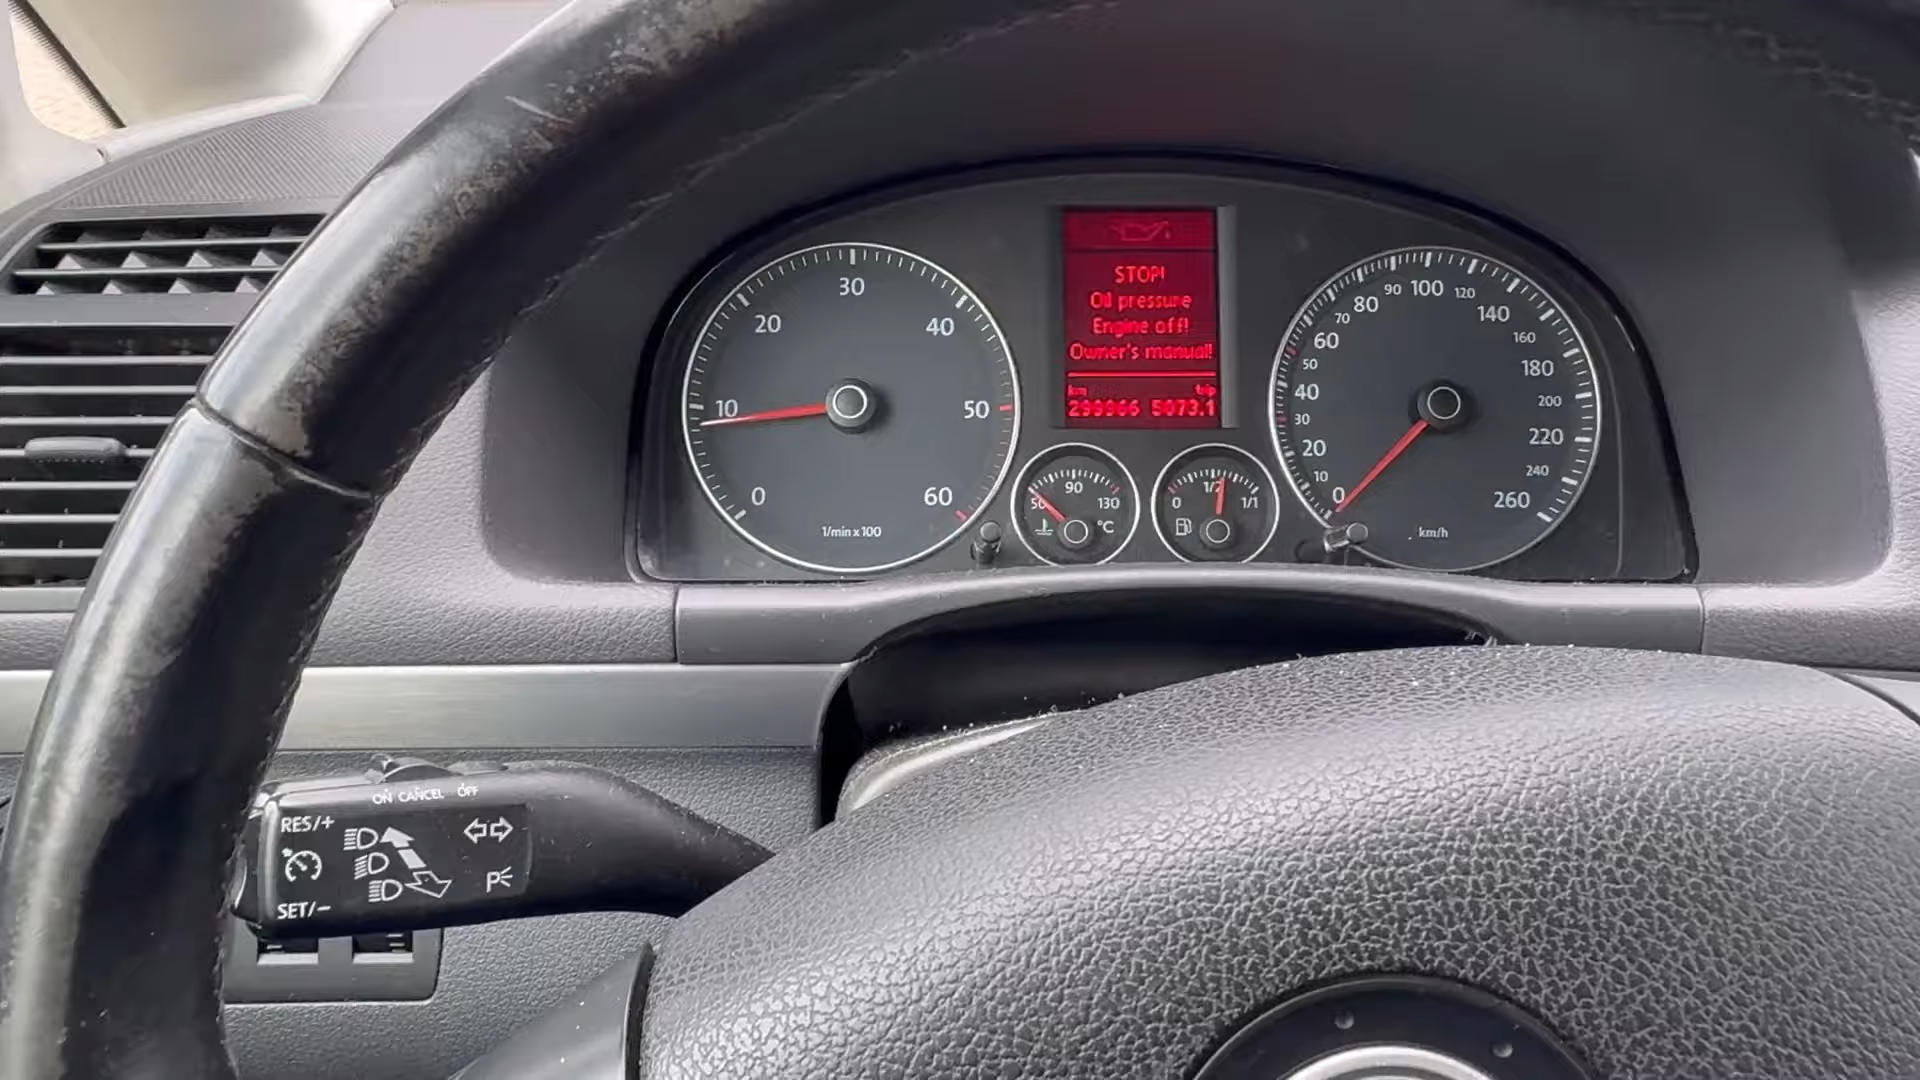 STOP!
Oil pressure
Engine off!
Owner's manual!
km trip
299966 5073.1
0 10 20 30 40 50 60
1/min x 100
50 90 130
°C
0 1/2 1/1
0 10 20 30 40 50 60 70 80 90 100 120 140 160 180 200 220 240 260
km/h
ON CANCEL OFF
RES/+
SET/-
P